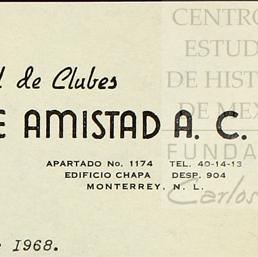 CENTRO
ESTUD
DE HIST
DE ME
FUNDA
Carlos
de Clubes
E AMISTAD A. C.
APARTADO No. 1174 TEL. 40-14-13
EDIFICIO CHAPA DESP. 904
MONTERREY, N. L.
1968.